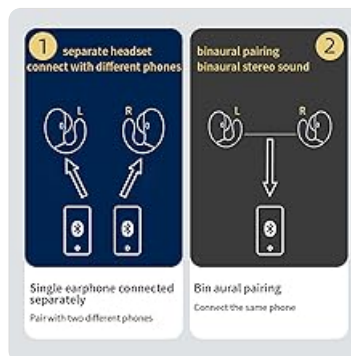 1
separate headset
connect with different phones
L
R
Single earphone connected
separately
Pair with two different phones
2
binaural pairing
binaural stereo sound
L
R
Bin aural pairing
Connect the same phone